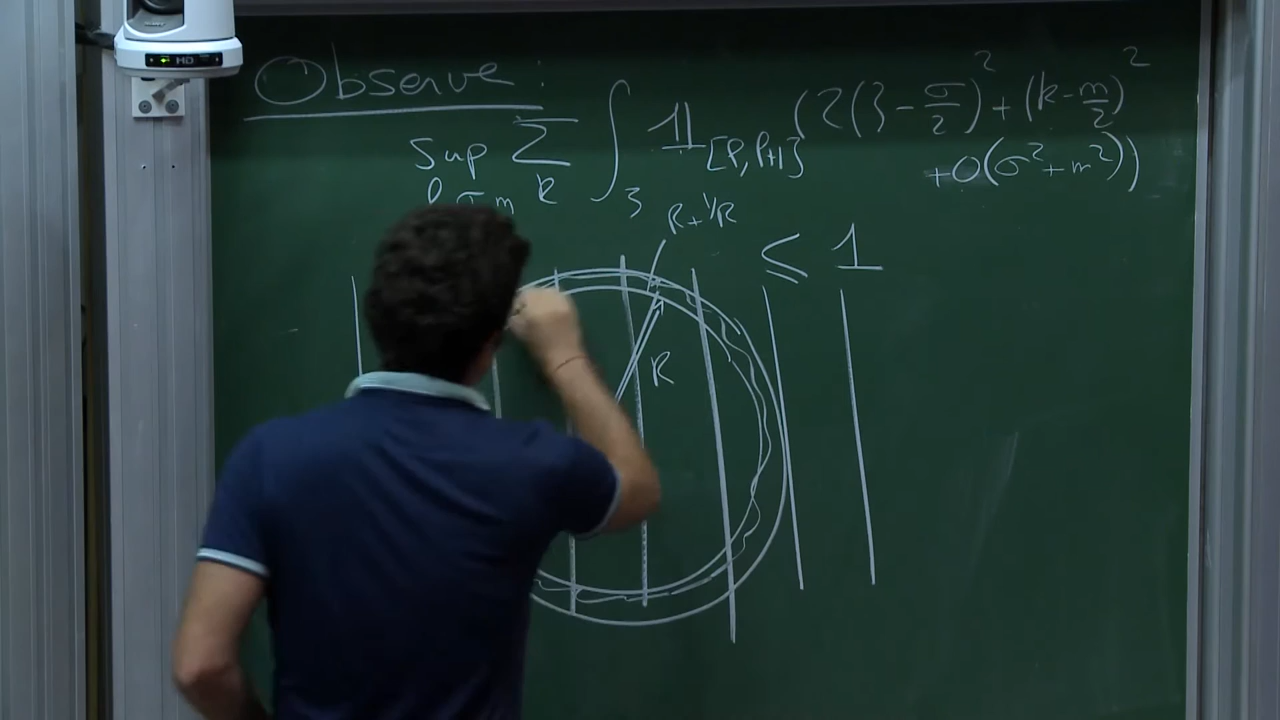 Observe :
Sup Σ ∫ 𝟙 [ℓ, ℓ+1] (2(ξ - σ/2)² + (k - m/2)²
ℓ σ m k ξ + O(σ² + m²))
R + 1/R
≤ 1
R
HD